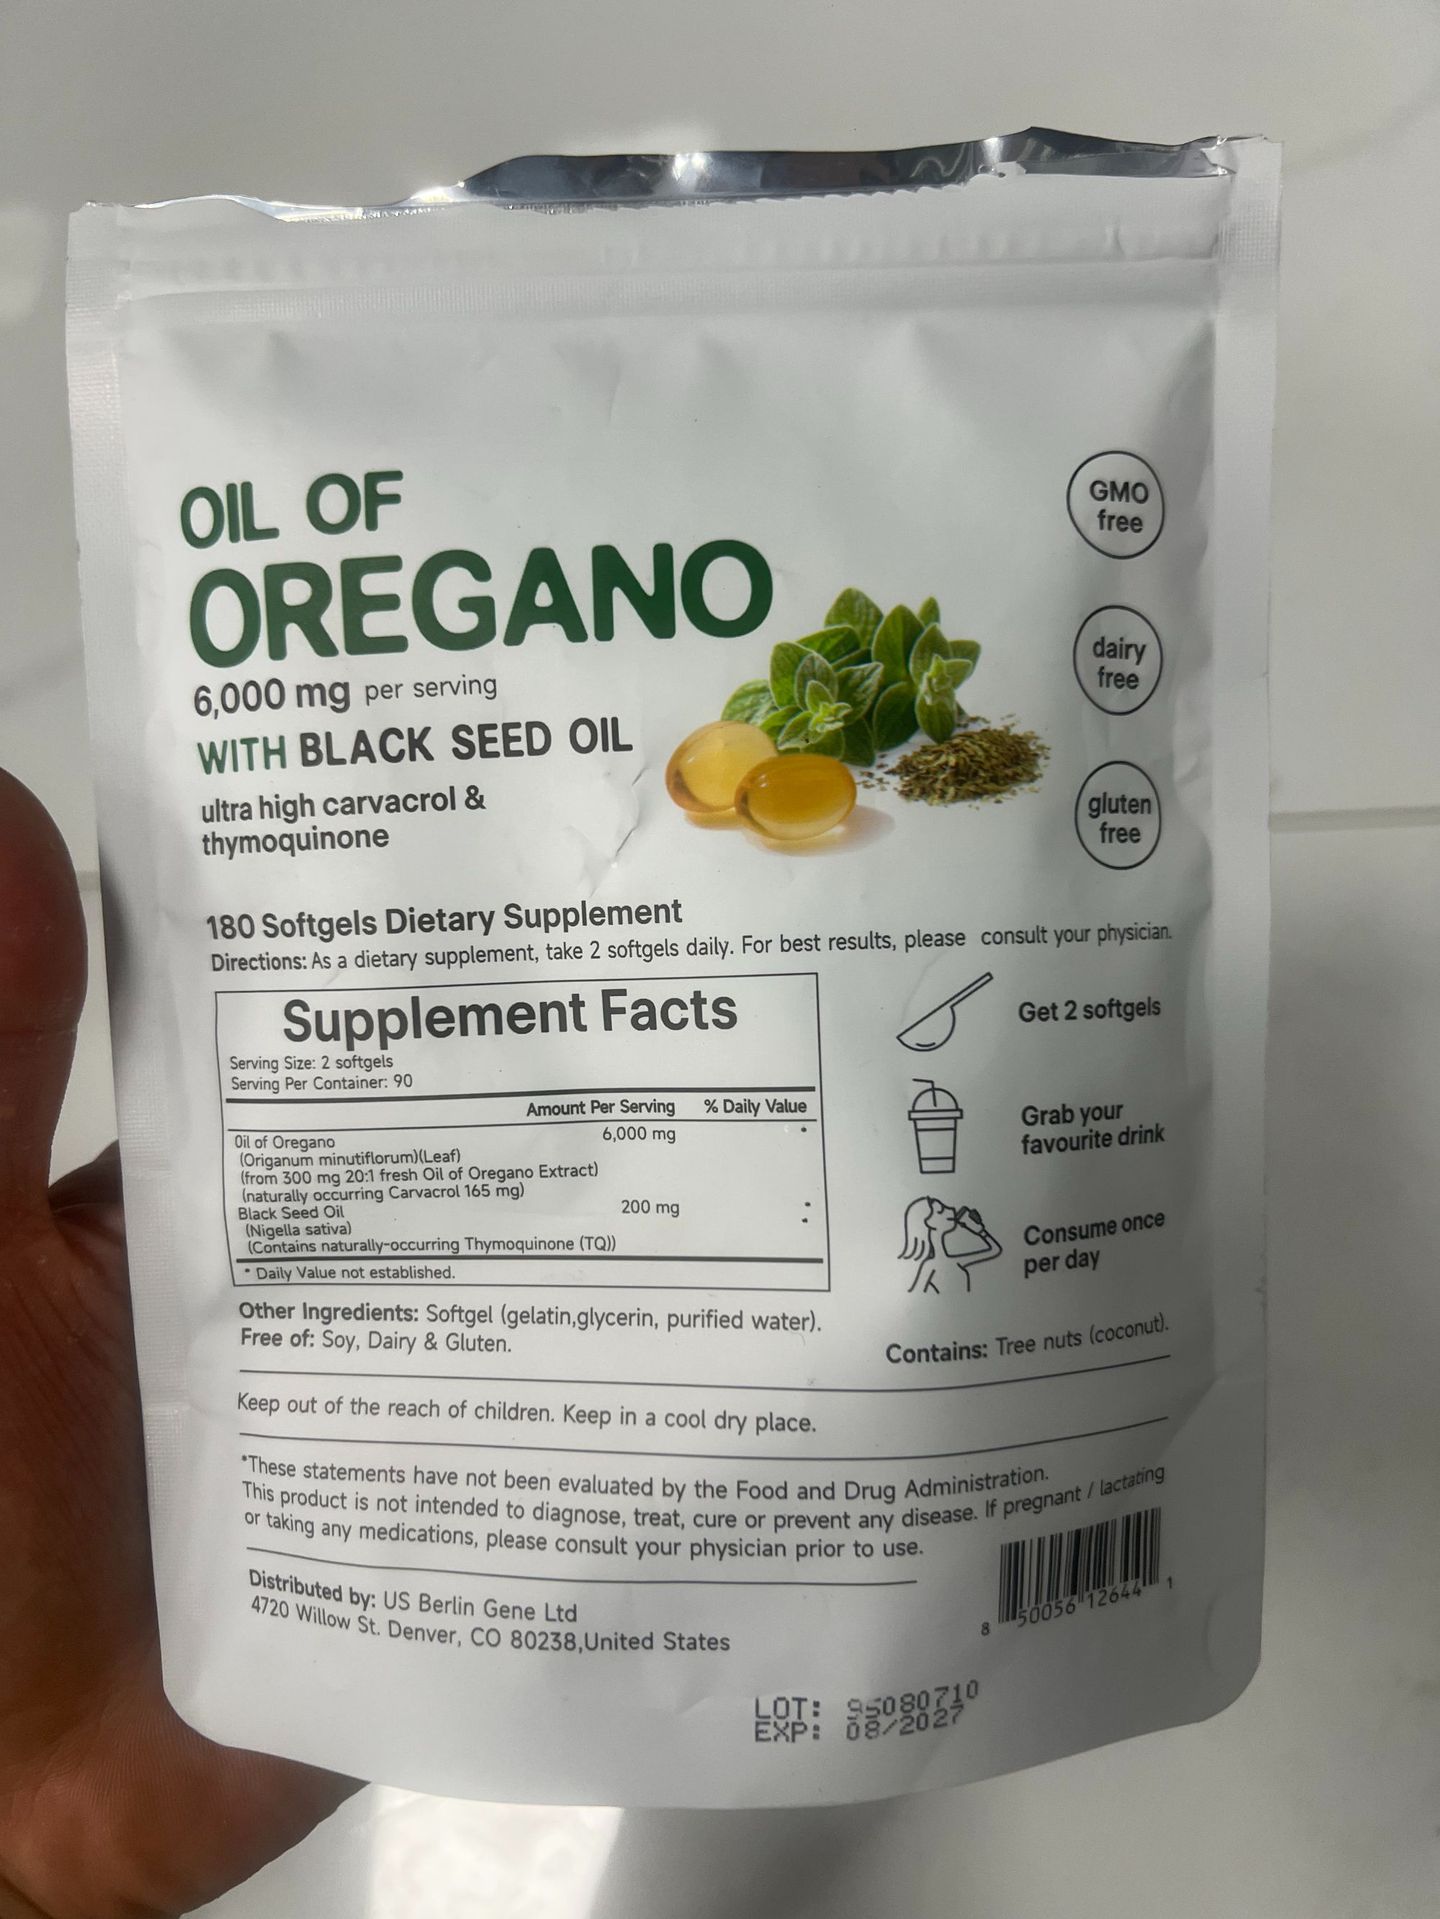 OIL OF
OREGANO
6,000 mg per serving
WITH BLACK SEED OIL
ultra high carvacrol &
thymoquinone
GMO
free
dairy
free
gluten
free
180 Softgels Dietary Supplement
Directions: As a dietary supplement, take 2 softgels daily. For best results, please consult your physician.
Supplement Facts
Serving Size: 2 softgels
Serving Per Container: 90
Amount Per Serving % Daily Value
Oil of Oregano 6,000 mg *
(Origanum minutiflorum)(Leaf)
(from 300 mg 20:1 fresh Oil of Oregano Extract)
(naturally occurring Carvacrol 165 mg)
Black Seed Oil 200 mg *
(Nigella sativa) *
(Contains naturally-occurring Thymoquinone (TQ))
* Daily Value not established.
Get 2 softgels
Grab your
favourite drink
Consume once
per day
Other Ingredients: Softgel (gelatin,glycerin, purified water).
Free of: Soy, Dairy & Gluten.
Contains: Tree nuts (coconut).
Keep out of the reach of children. Keep in a cool dry place.
*These statements have not been evaluated by the Food and Drug Administration.
This product is not intended to diagnose, treat, cure or prevent any disease. If pregnant / lactating
or taking any medications, please consult your physician prior to use.
Distributed by: US Berlin Gene Ltd
4720 Willow St. Denver, CO 80238,United States
8 50056 12644 1
LOT: 95080710
EXP: 08/2027